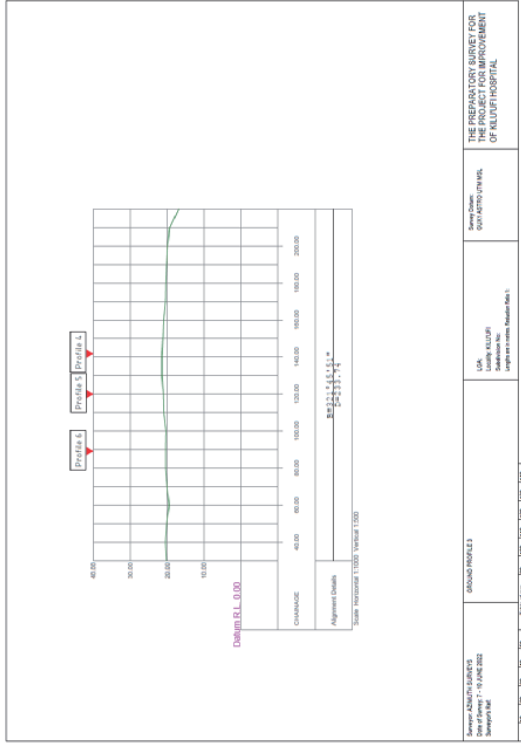 Profile 6
Profile 5
Profile 4
40.00
30.00
20.00
10.00
Datum R.L. 0.00
CHAINAGE
40.00
60.00
80.00
100.00
120.00
140.00
160.00
180.00
200.00
Alignment Details
Scale: Horizontal 1:1000 Vertical 1:500
Surveyor: AZIMUTH SURVEYS
Date of Survey: 7 - 10 JUNE 2022
Surveyor's Ref:
GROUND PROFILE 3
LGA:
Locality: KILU'UFI
Subdivision No:
Lengths are in metres. Reduction Ratio 1:
Survey Datum:
GUX1 ASTRO UTM MSL
THE PREPARATORY SURVEY FOR
THE PROJECT FOR IMPROVEMENT
OF KILU'UFI HOSPITAL